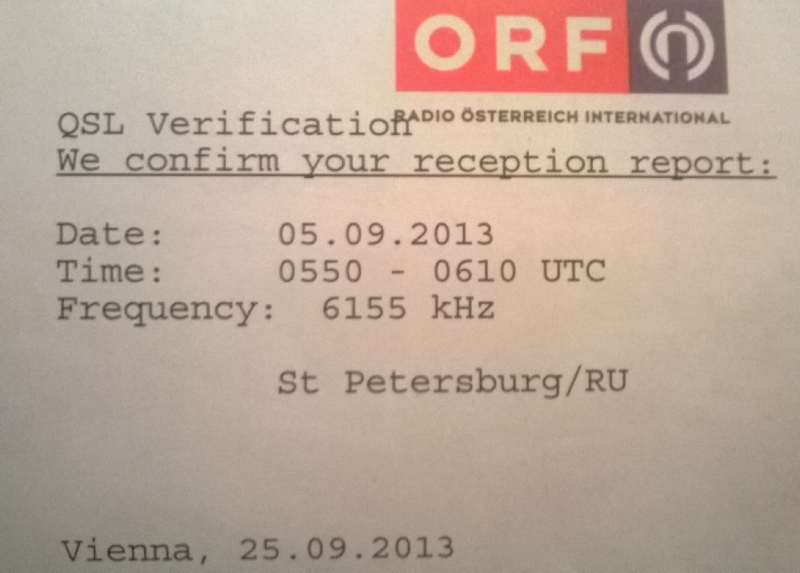 ORF
RADIO ÖSTERREICH INTERNATIONAL
QSL Verification
We confirm your reception report:
Date: 05.09.2013
Time: 0550 - 0610 UTC
Frequency: 6155 kHz
St Petersburg/RU
Vienna, 25.09.2013